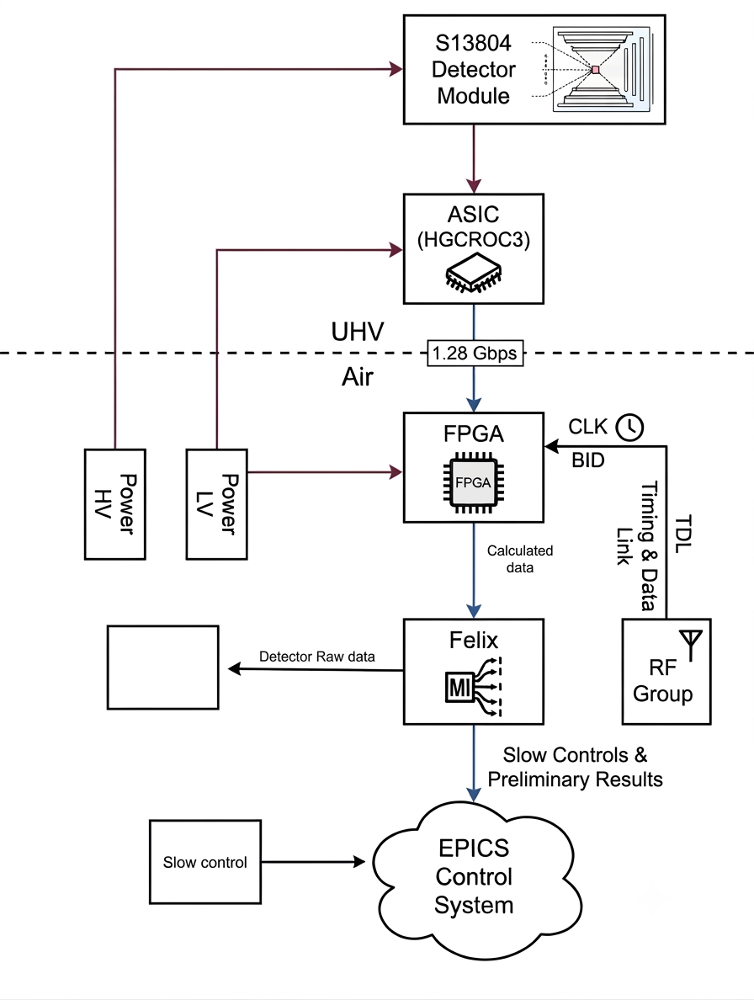 S13804
Detector
Module
ASIC
(HGCROC3)
UHV
1.28 Gbps
Air
FPGA
FPGA
CLK
BID
Power
HV
Power
LV
TDL
Timing & Data
Link
Calculated
data
Felix
MI
Detector Raw data
RF
Group
Slow Controls &
Preliminary Results
Slow control
EPICS
Control
System